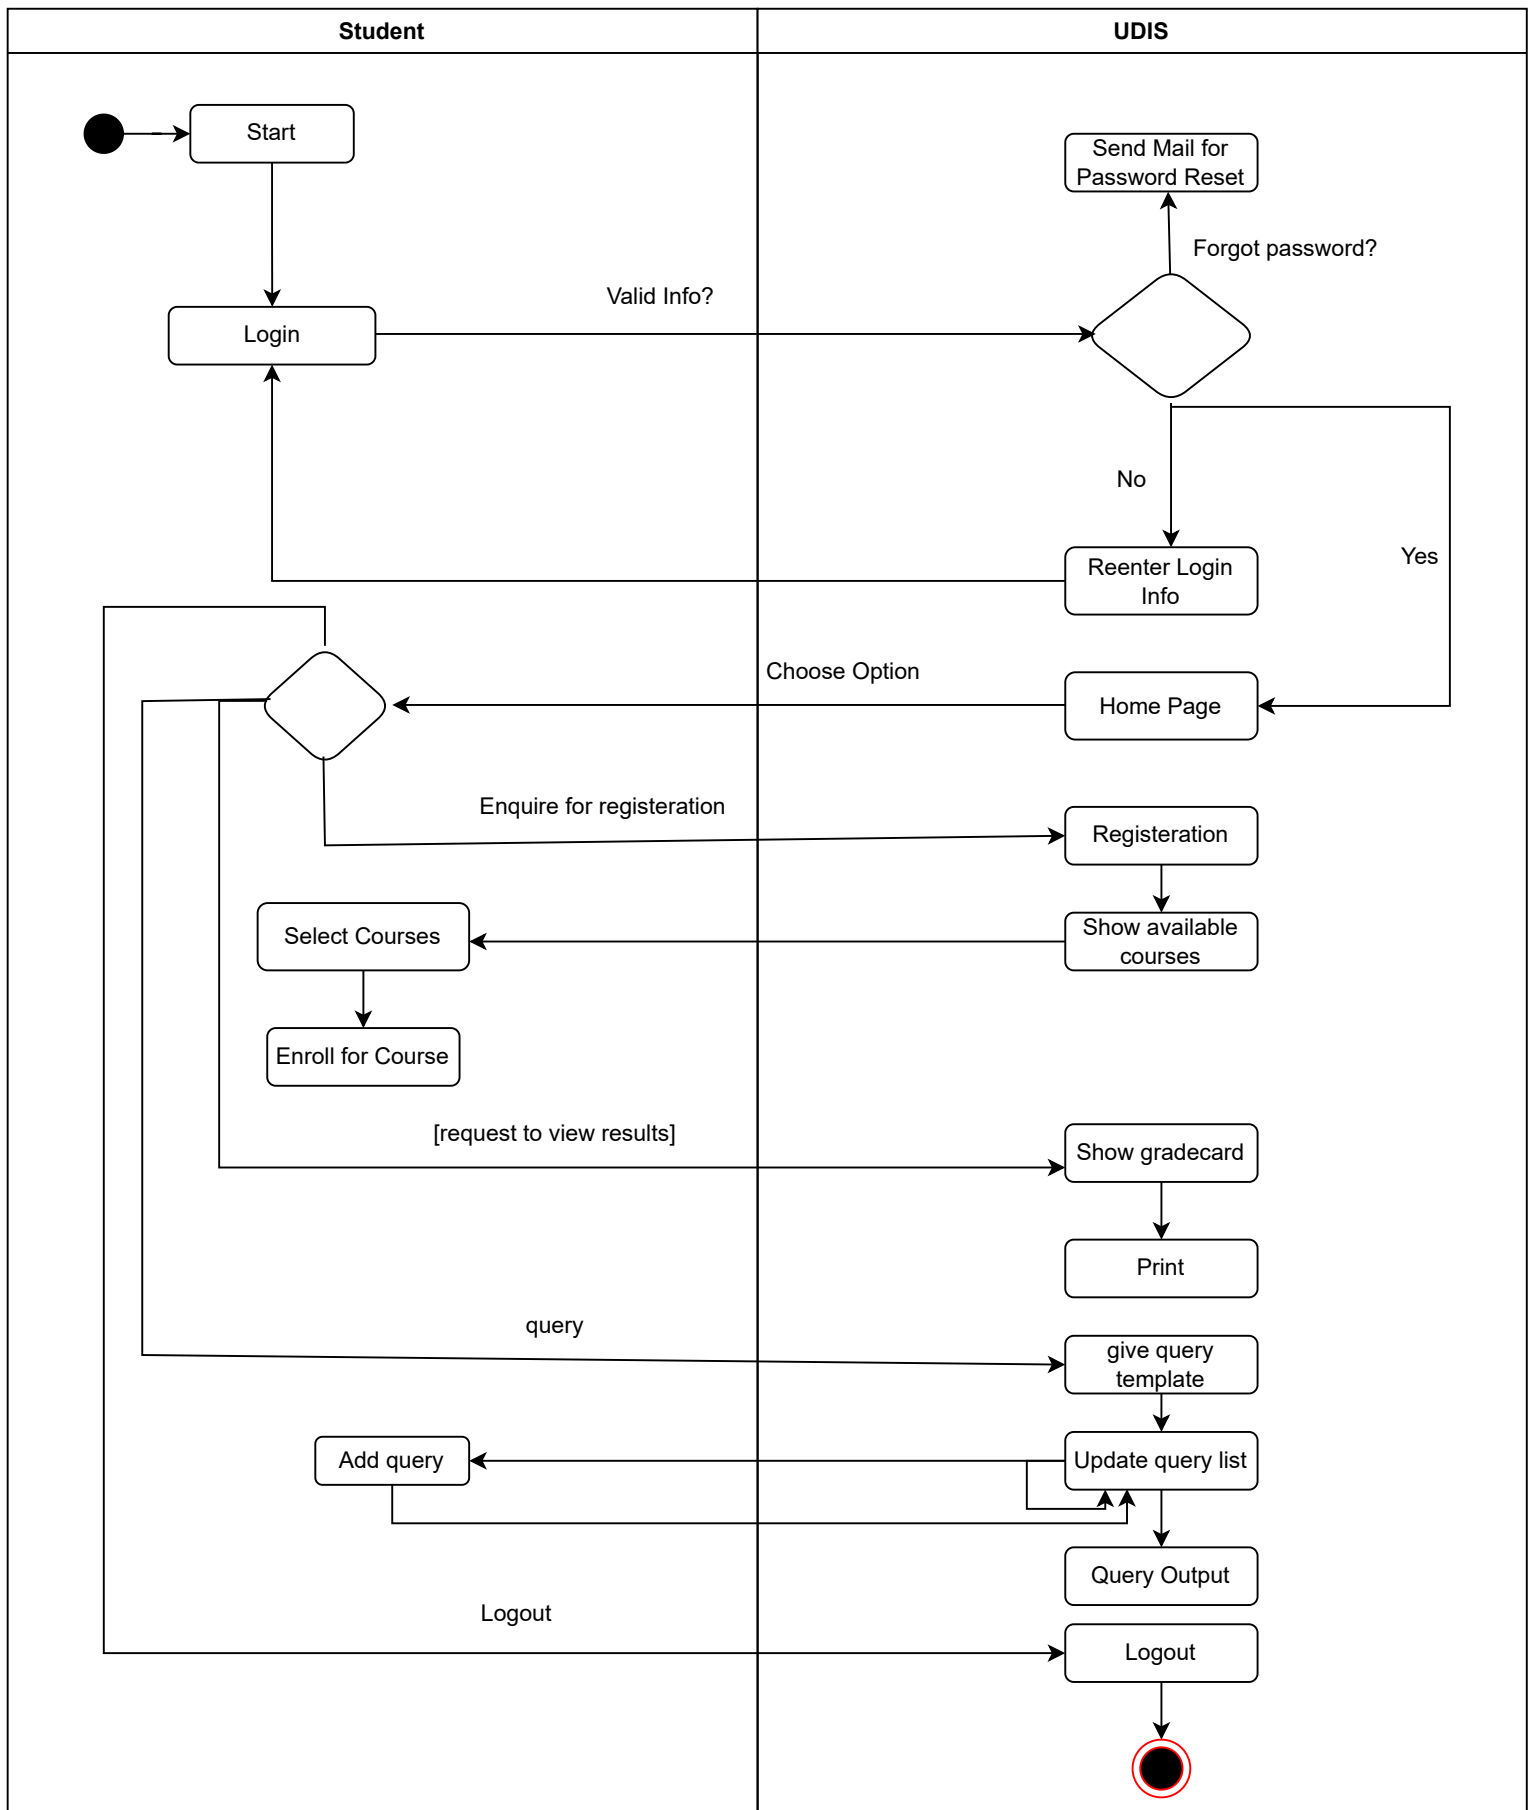 Student
UDIS
Start
Send Mail for
Password Reset
Forgot password?
Valid Info?
Login
No
Yes
Reenter Login
Info
Choose Option
Home Page
Enquire for registeration
Registeration
Select Courses
Show available
courses
Enroll for Course
[request to view results]
Show gradecard
Print
query
give query
template
Add query
Update query list
Query Output
Logout
Logout